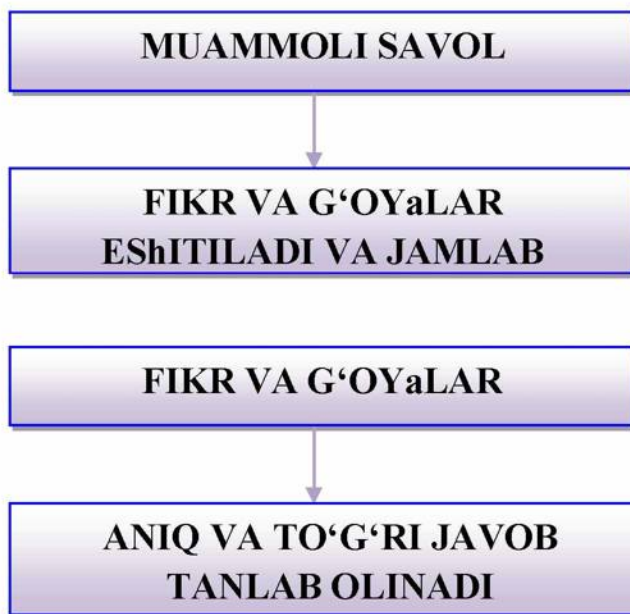 MUAMMOLI SAVOL
FIKR VA G‘OYaLAR
EShITILADI VA JAMLAB
FIKR VA G‘OYaLAR
ANIQ VA TO‘G‘RI JAVOB
TANLAB OLINADI